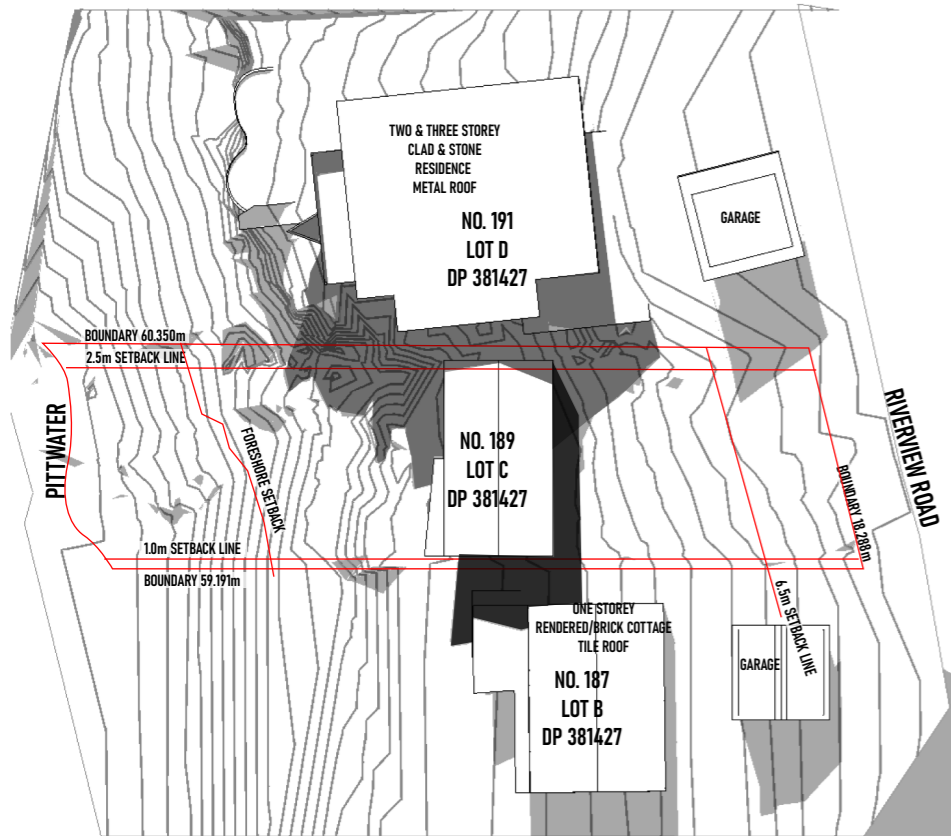 TWO & THREE STOREY
CLAD & STONE
RESIDENCE
METAL ROOF
NO. 191
LOT D
DP 381427
GARAGE
BOUNDARY 60.350m
2.5m SETBACK LINE
PITTWATER
FORESHORE SETBACK
NO. 189
LOT C
DP 381427
RIVERVIEW ROAD
BOUNDARY 18.288m
1.0m SETBACK LINE
BOUNDARY 59.191m
6.5m SETBACK LINE
ONE STOREY
RENDERED/BRICK COTTAGE
TILE ROOF
NO. 187
LOT B
DP 381427
GARAGE